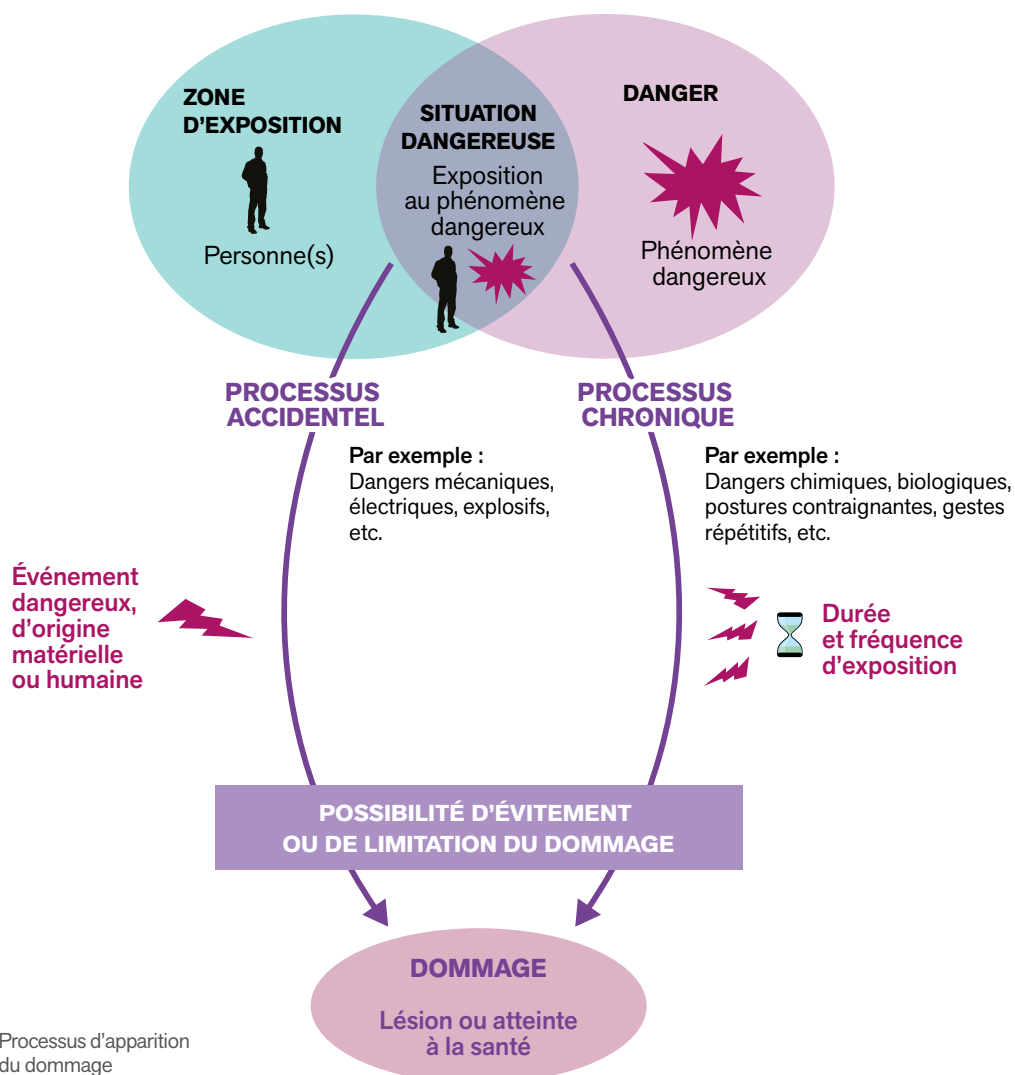 ZONE
D'EXPOSITION
Personne(s)
SITUATION
DANGEREUSE
Exposition
au phénomène
dangereux
DANGER
Phénomène
dangereux
PROCESSUS
ACCIDENTEL
Par exemple :
Dangers mécaniques,
électriques, explosifs,
etc.
PROCESSUS
CHRONIQUE
Par exemple :
Dangers chimiques, biologiques,
postures contraignantes, gestes
répétitifs, etc.
Événement
dangereux,
d'origine
matérielle
ou humaine
Durée
et fréquence
d'exposition
POSSIBILITÉ D'ÉVITEMENT
OU DE LIMITATION DU DOMMAGE
DOMMAGE
Lésion ou atteinte
à la santé
Processus d'apparition
du dommage